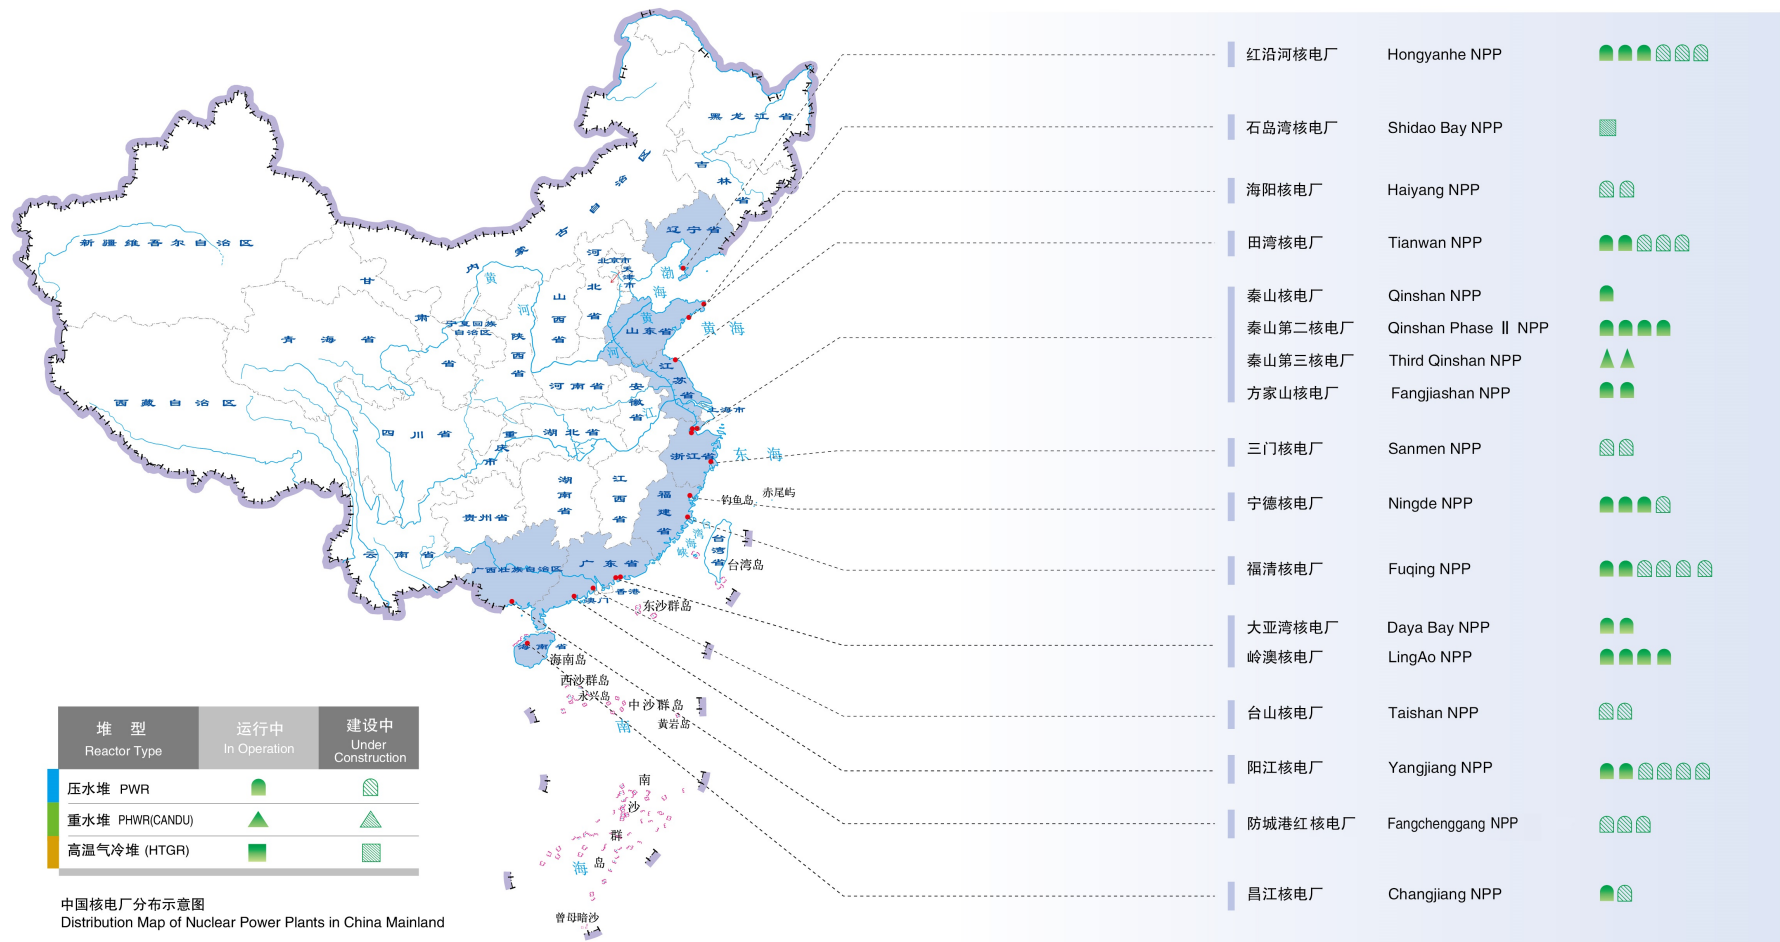 红沿河核电厂 Hongyanhe NPP
石岛湾核电厂 Shidao Bay NPP
海阳核电厂 Haiyang NPP
田湾核电厂 Tianwan NPP
秦山核电厂 Qinshan NPP
秦山第二核电厂 Qinshan Phase Ⅱ NPP
秦山第三核电厂 Third Qinshan NPP
方家山核电厂 Fangjiashan NPP
三门核电厂 Sanmen NPP
宁德核电厂 Ningde NPP
福清核电厂 Fuqing NPP
大亚湾核电厂 Daya Bay NPP
岭澳核电厂 LingAo NPP
台山核电厂 Taishan NPP
阳江核电厂 Yangjiang NPP
防城港红核电厂 Fangchenggang NPP
昌江核电厂 Changjiang NPP
黑龙江省
吉林省
辽宁省
内蒙古自治区
新疆维吾尔自治区
甘肃省
青海省
西藏自治区
宁夏回族
自治区
陕西省
山西省
河北省
北京市
天津市
山东省
河南省
江苏省
安徽省
上海市
四川省
重庆市
湖北省
浙江省
湖南省
江西省
福建省
贵州省
云南省
广西壮族自治区
广东省
台湾省
海南省
香港
澳门
黄河
黄河
江
渤海
黄海
东海
台湾海峡
南海
钓鱼岛
赤尾屿
台湾岛
东沙群岛
海南岛
西沙群岛
永兴岛
中沙群岛
黄岩岛
南沙群岛
曾母暗沙
堆 型
Reactor Type
运行中
In Operation
建设中
Under
Construction
压水堆 PWR
重水堆 PHWR(CANDU)
高温气冷堆 (HTGR)
中国核电厂分布示意图
Distribution Map of Nuclear Power Plants in China Mainland